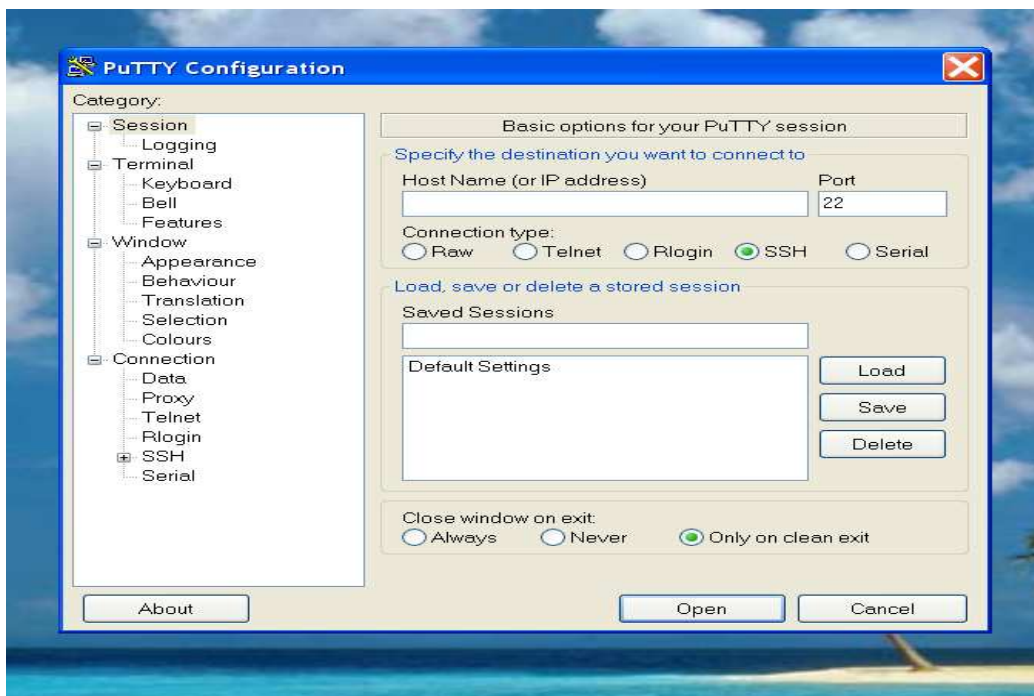 PuTTY Configuration
Category:
Session
Logging
Terminal
Keyboard
Bell
Features
Window
Appearance
Behaviour
Translation
Selection
Colours
Connection
Data
Proxy
Telnet
Rlogin
SSH
Serial
Basic options for your PuTTY session
Specify the destination you want to connect to
Host Name (or IP address) Port
22
Connection type:
Raw Telnet Rlogin SSH Serial
Load, save or delete a stored session
Saved Sessions
Default Settings
Load
Save
Delete
Close window on exit:
Always Never Only on clean exit
About Open Cancel